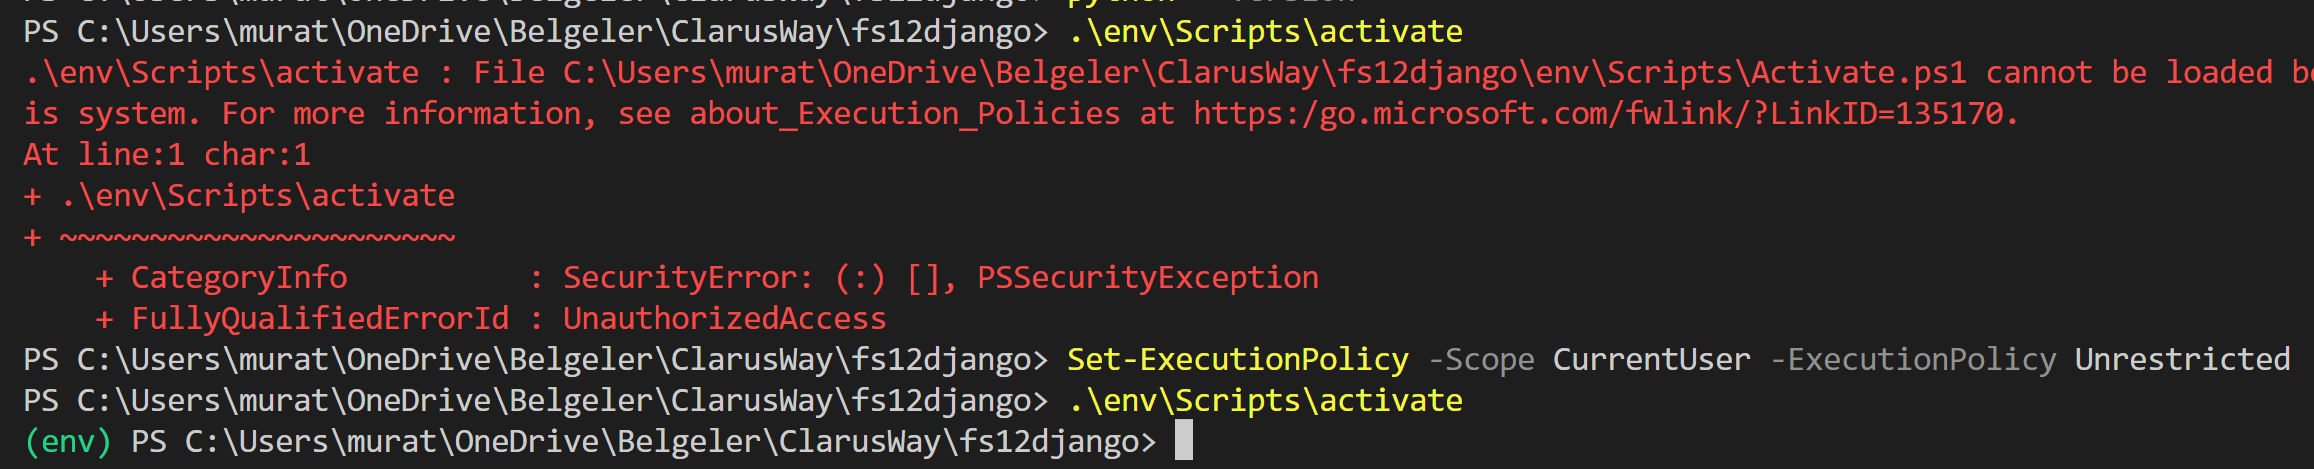 PS C:\Users\murat\OneDrive\Belgeler\ClarusWay\fs12django> .\env\Scripts\activate
.\env\Scripts\activate : File C:\Users\murat\OneDrive\Belgeler\ClarusWay\fs12django\env\Scripts\Activate.ps1 cannot be loaded
is system. For more information, see about_Execution_Policies at https:/go.microsoft.com/fwlink/?LinkID=135170.
At line:1 char:1
+ .\env\Scripts\activate
+ ~~~~~~~~~~~~~~~~~~~~~~
    + CategoryInfo          : SecurityError: (:) [], PSSecurityException
    + FullyQualifiedErrorId : UnauthorizedAccess
PS C:\Users\murat\OneDrive\Belgeler\ClarusWay\fs12django> Set-ExecutionPolicy -Scope CurrentUser -ExecutionPolicy Unrestricted
PS C:\Users\murat\OneDrive\Belgeler\ClarusWay\fs12django> .\env\Scripts\activate
(env) PS C:\Users\murat\OneDrive\Belgeler\ClarusWay\fs12django>